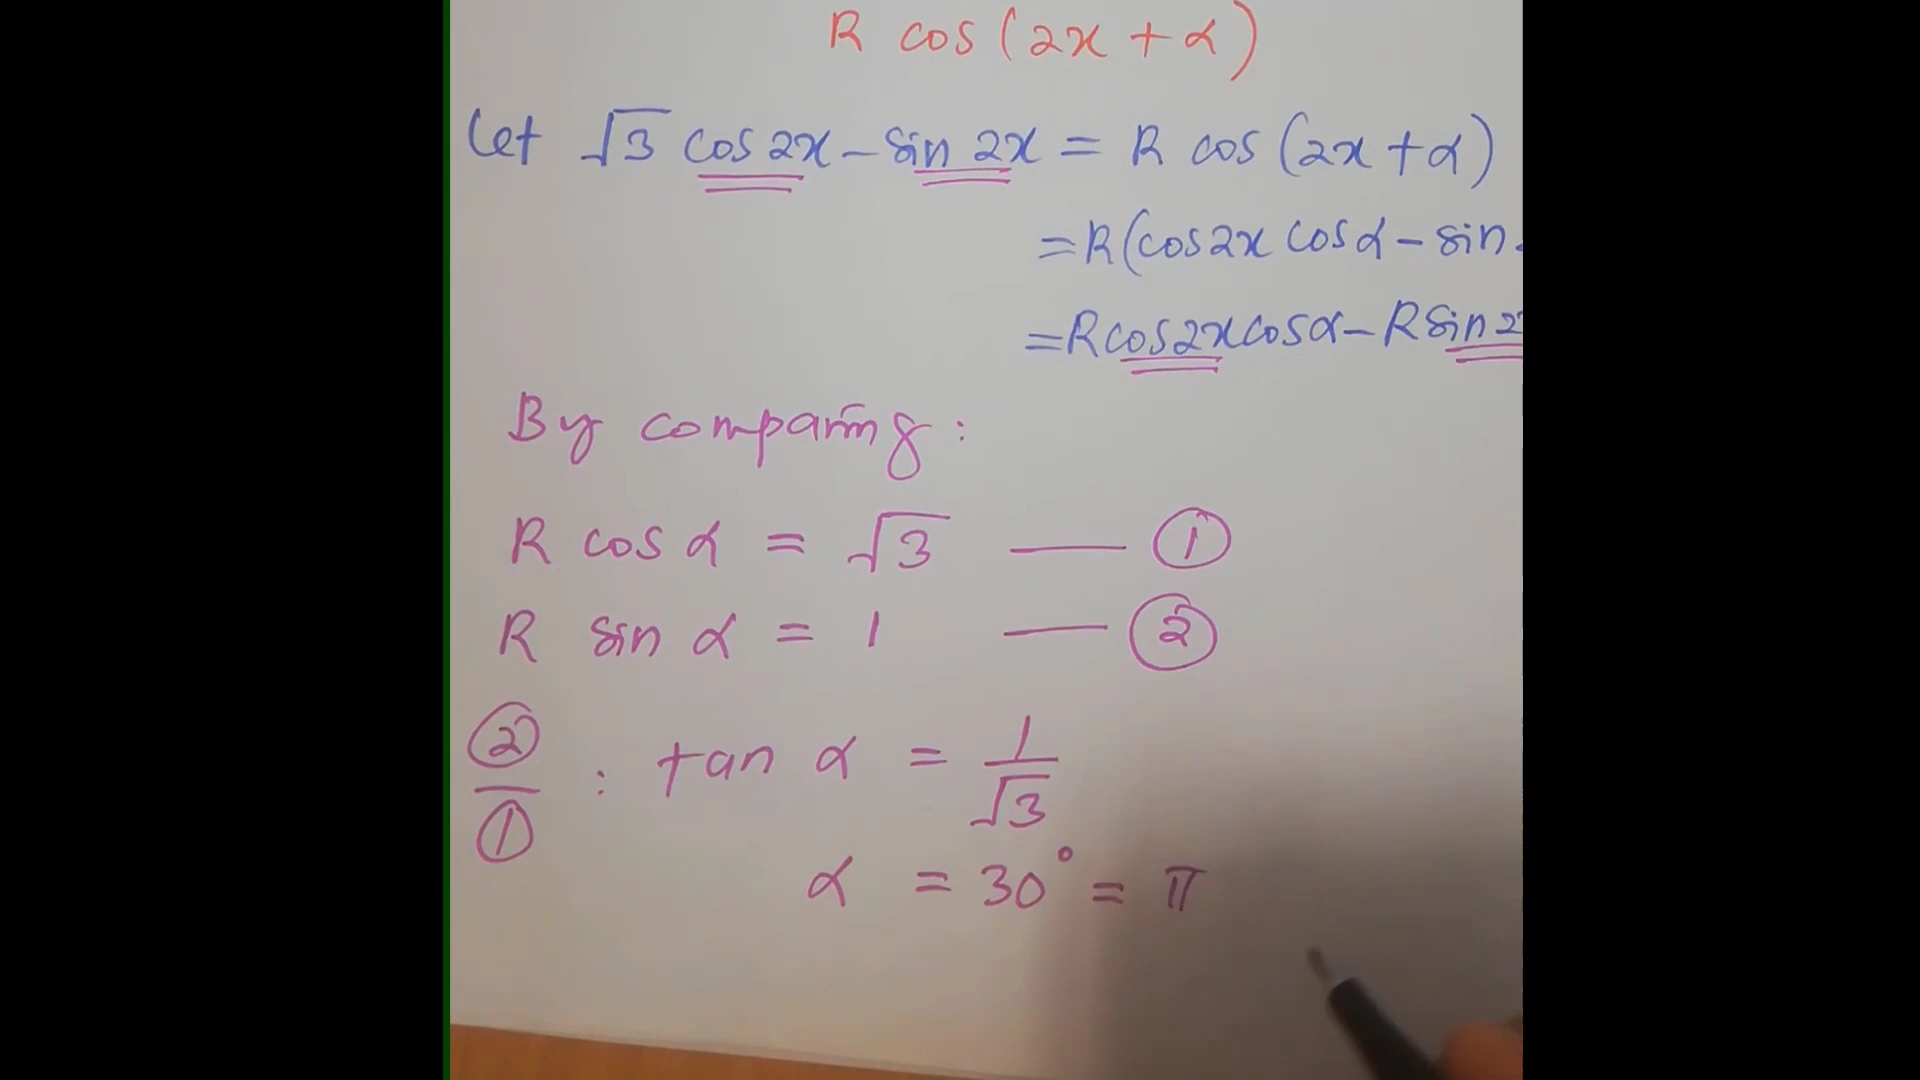 R cos (2x + α)
Let √3 cos 2x - sin 2x = R cos (2x + α)
= R (cos 2x cos α - sin
= R cos 2x cos α - R sin 2
By comparing :
R cos α = √3 —— ①
R sin α = 1 —— ②
②/① : tan α = 1/√3
α = 30° = π